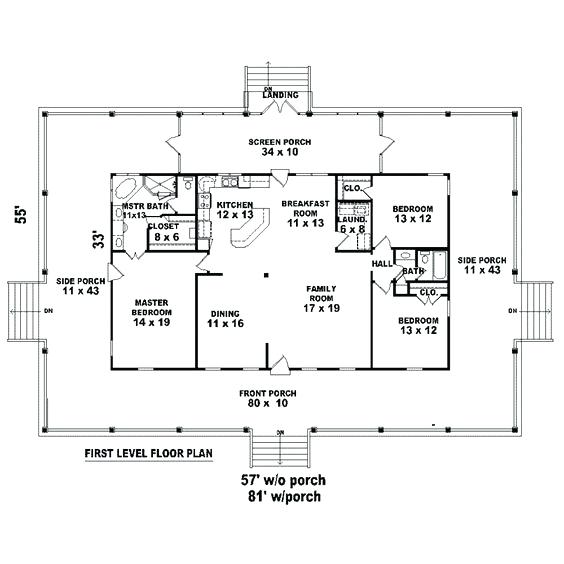 DN
LANDING
SCREEN PORCH
34 x 10
MSTR BATH
11x13
CLOSET
8 x 6
KITCHEN
12 x 13
BREAKFAST
ROOM
11 x 13
CLO.
LAUND.
6 x 8
BEDROOM
13 x 12
55'
33'
SIDE PORCH
11 x 43
HALL
BATH
SIDE PORCH
11 x 43
CLO.
MASTER
BEDROOM
14 x 19
DINING
11 x 16
FAMILY
ROOM
17 x 19
BEDROOM
13 x 12
DN
DN
FRONT PORCH
80 x 10
DN
FIRST LEVEL FLOOR PLAN
57' w/o porch
81' w/porch